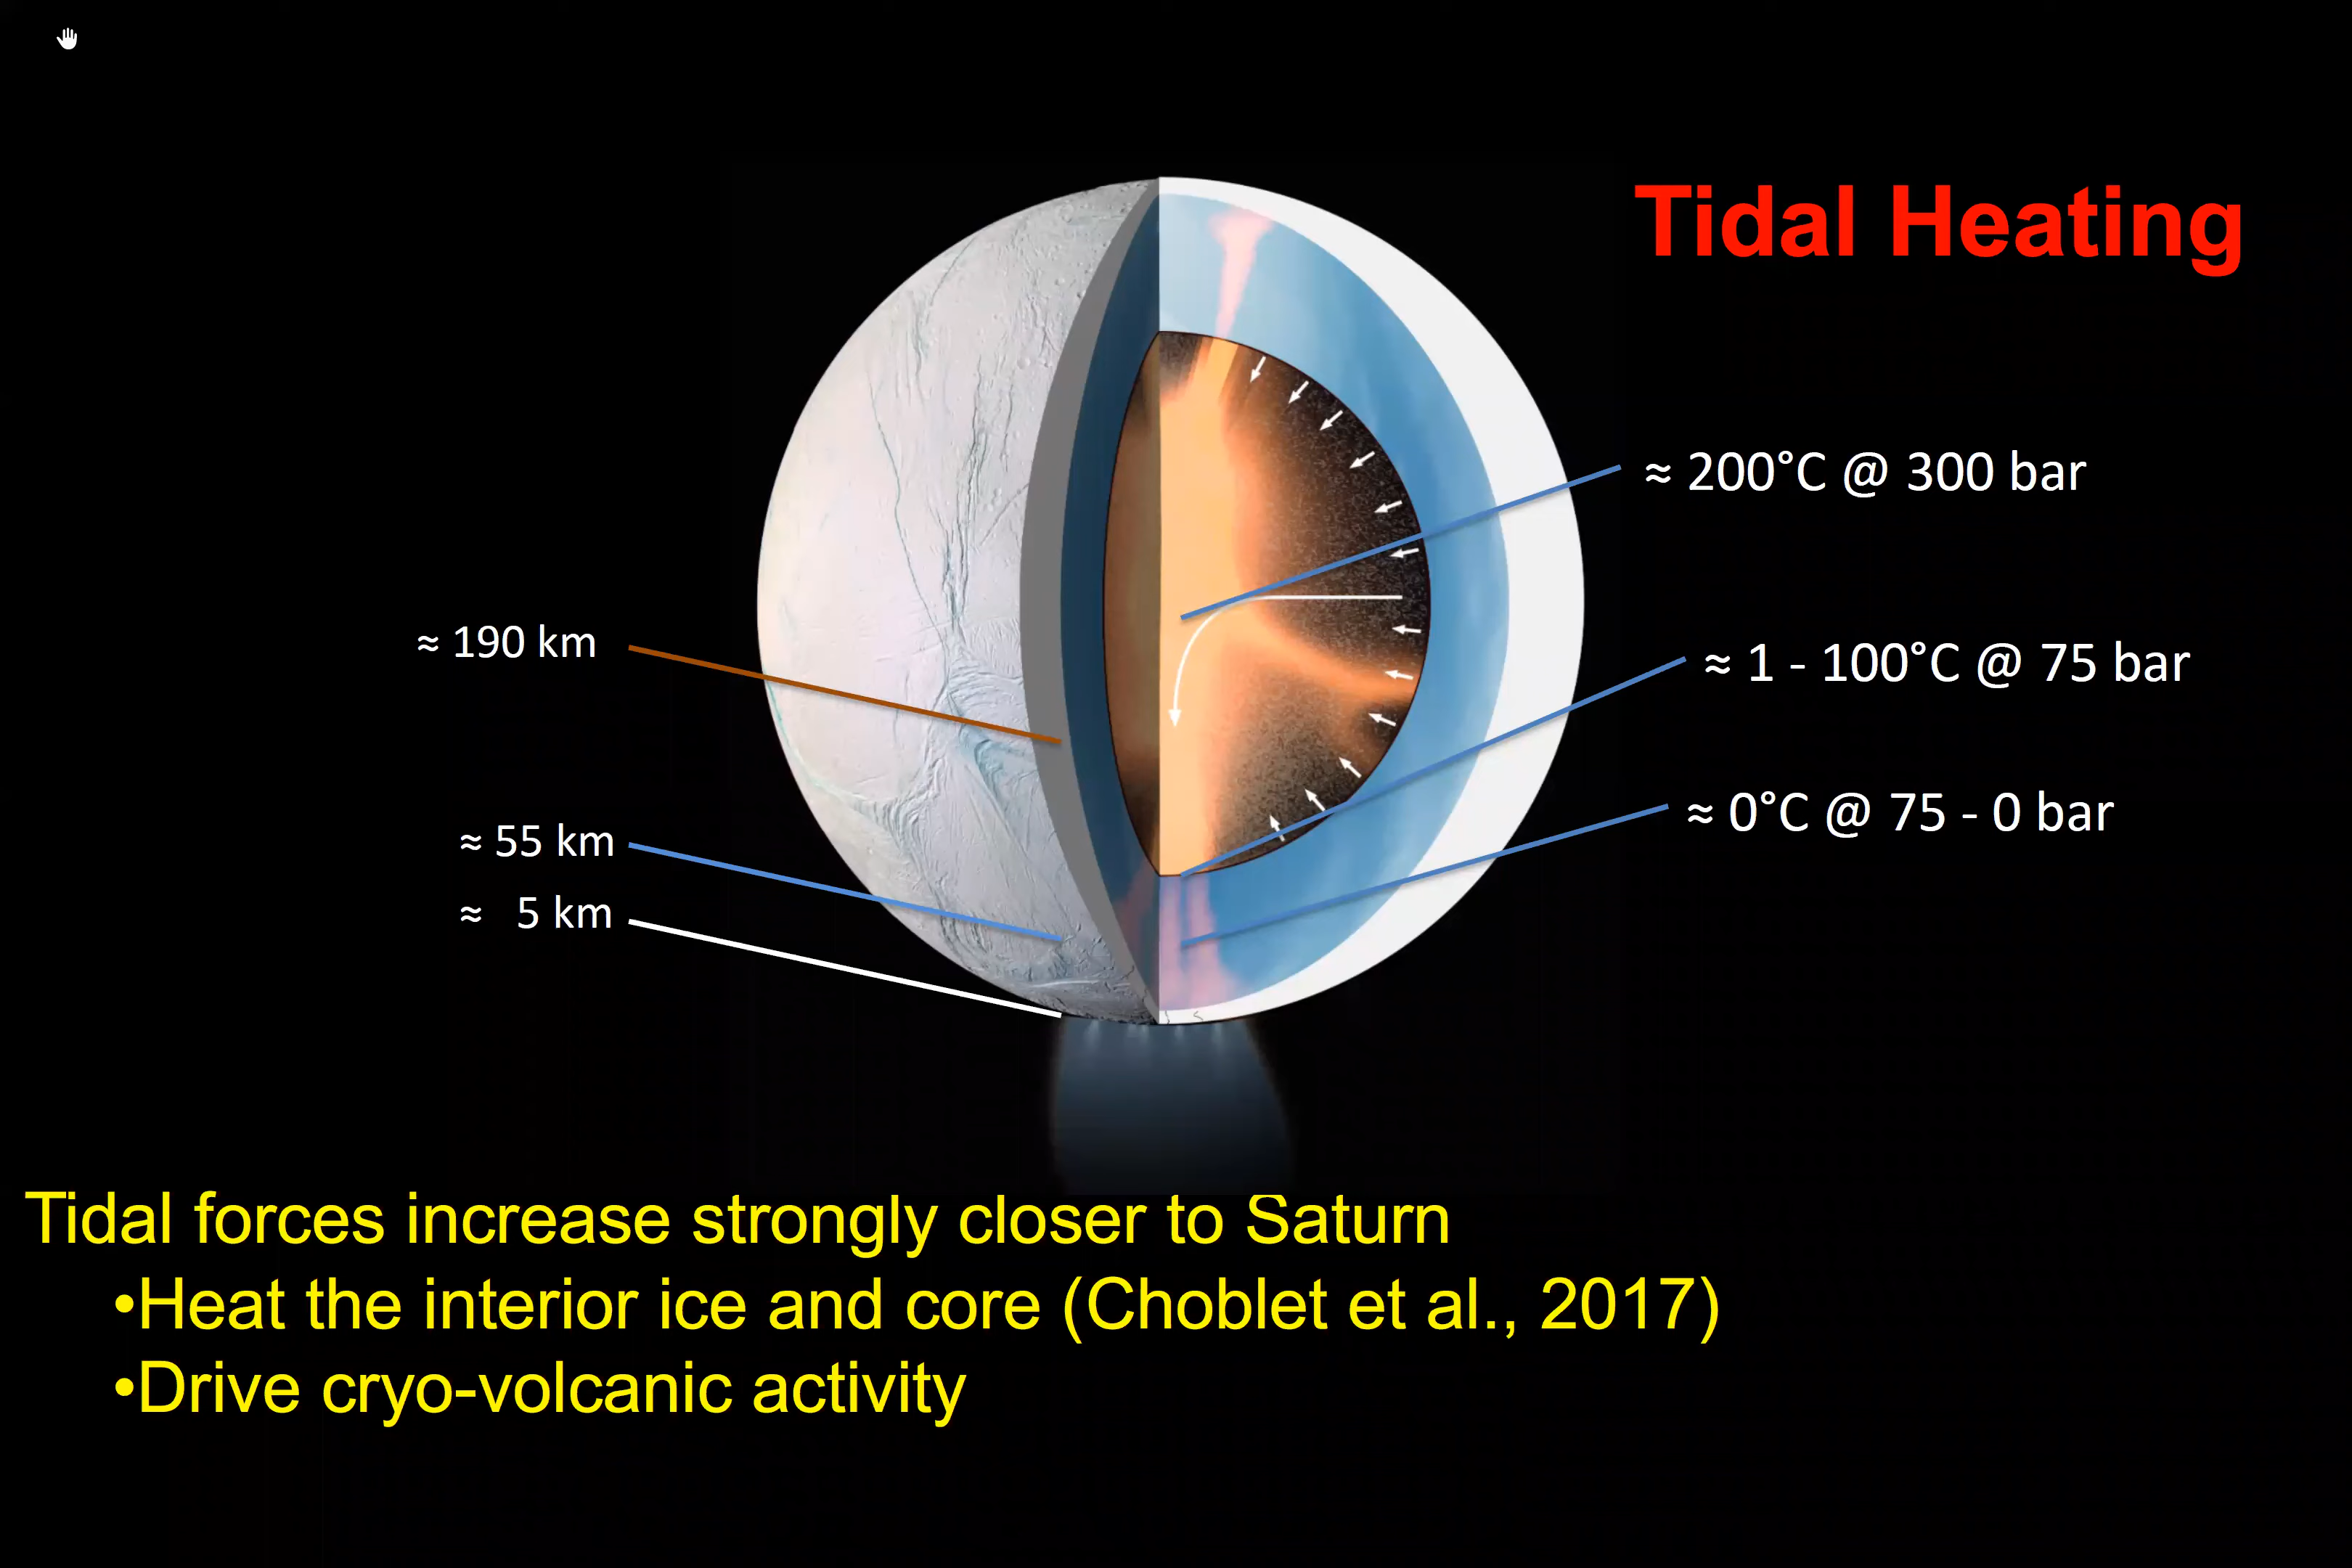 Tidal Heating
≈ 200°C @ 300 bar
≈ 190 km
≈ 1 - 100°C @ 75 bar
≈ 0°C @ 75 - 0 bar
≈ 55 km
≈ 5 km
Tidal forces increase strongly closer to Saturn
•Heat the interior ice and core (Choblet et al., 2017)
•Drive cryo-volcanic activity